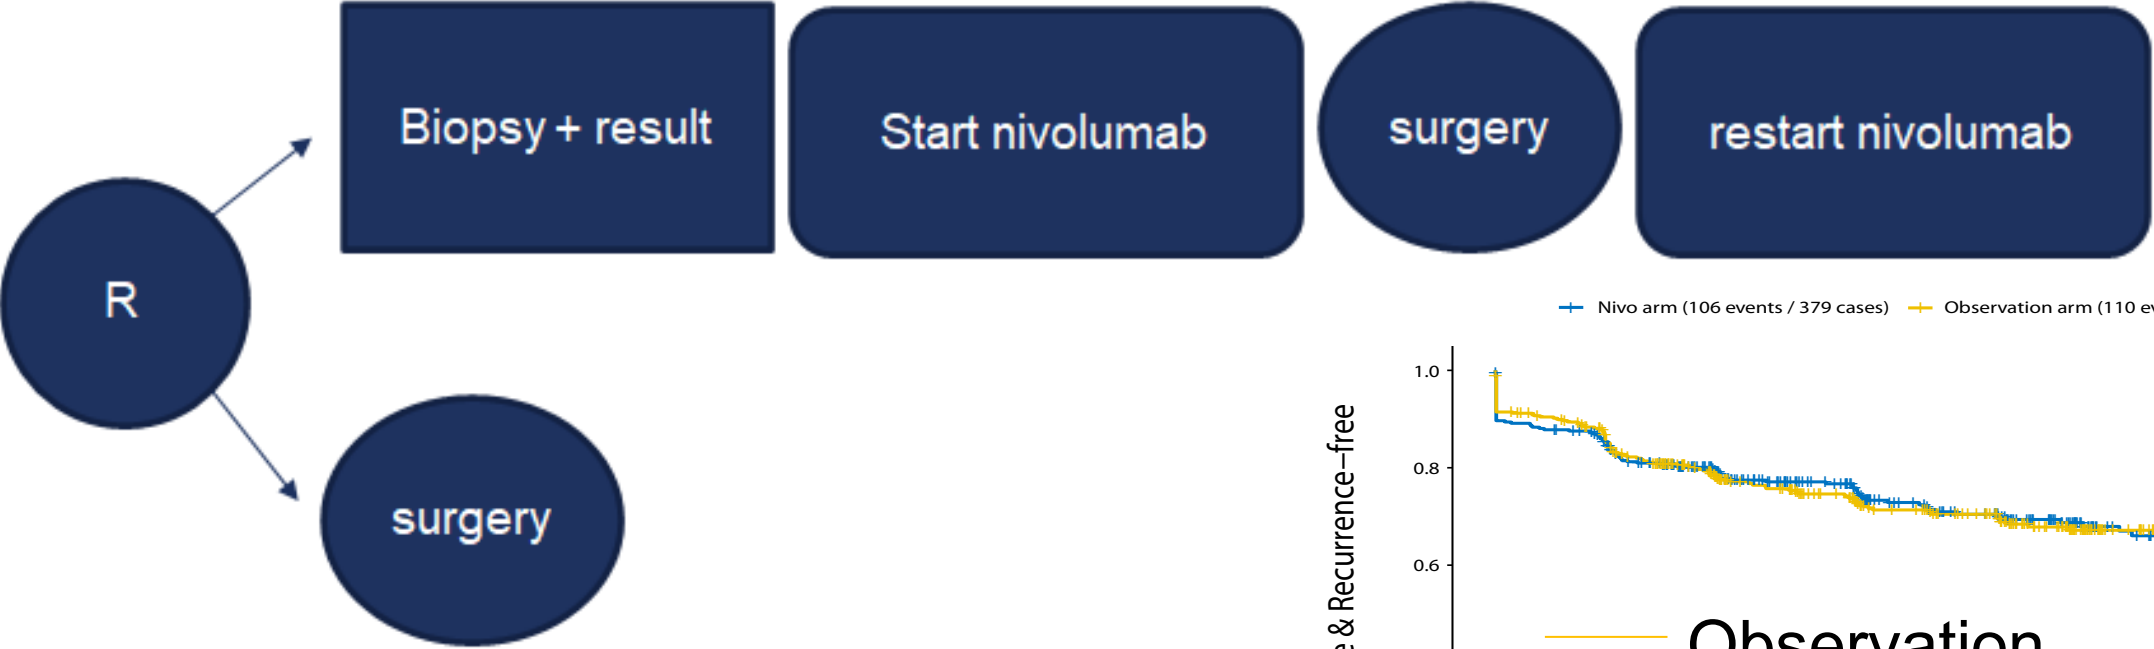 Biopsy + result
Start nivolumab
surgery
restart nivolumab
R
surgery
Nivo arm (106 events / 379 cases)
Observation arm (110
1.0
0.8
0.6
& Recurrence–free
Observation